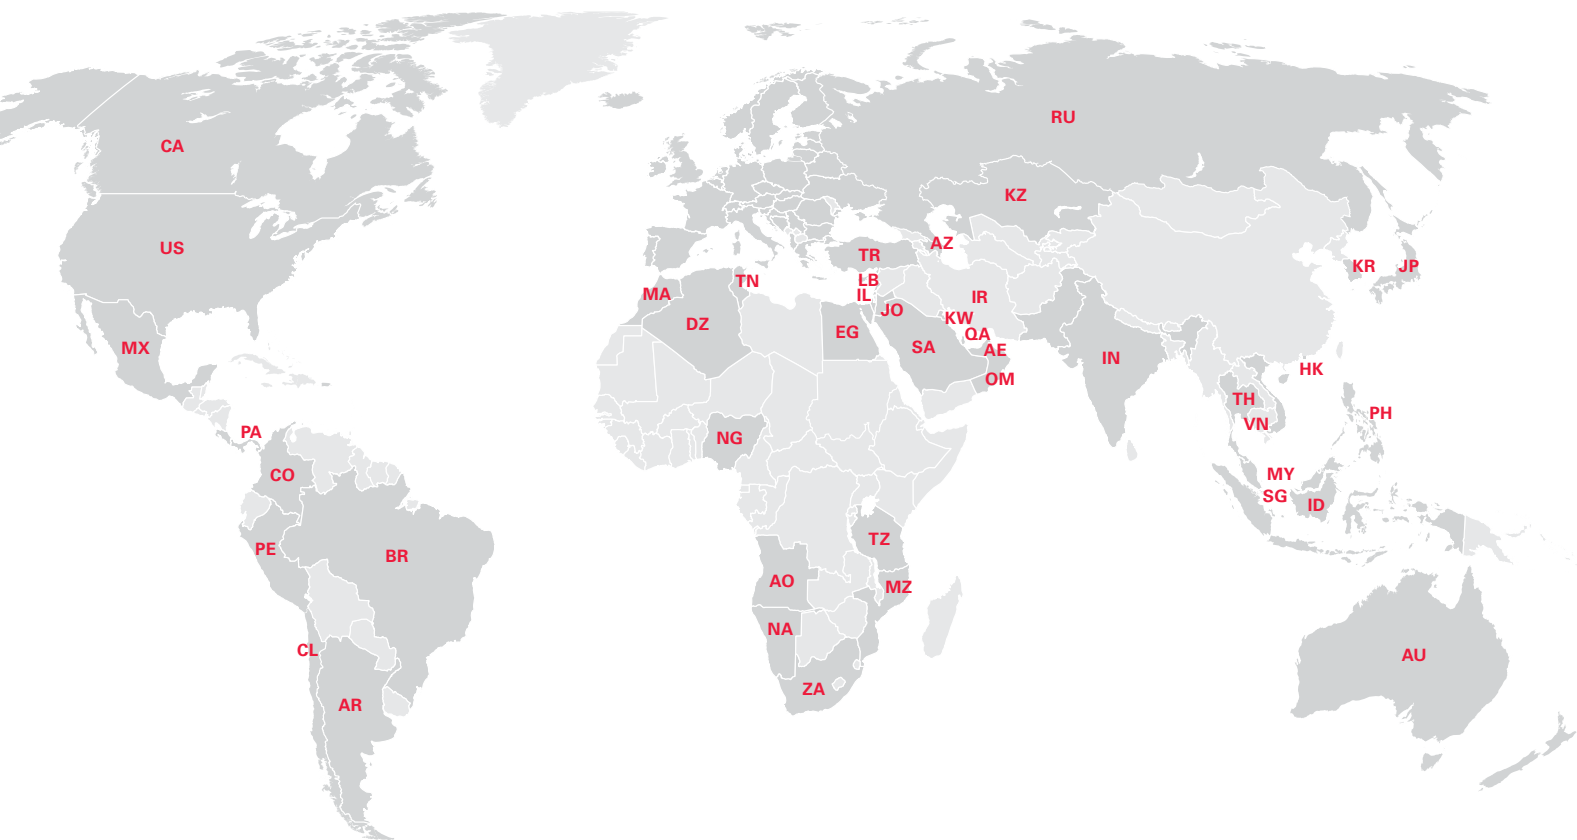 RU
CA
KZ
US
AZ
TR
KR
JP
LB
TN
IL
MA
IR
JO
KW
DZ
EG
QA
SA
MX
AE
IN
HK
OM
TH
PH
VN
PA
NG
CO
MY
SG
ID
TZ
PE
BR
AO
MZ
NA
CL
AU
ZA
AR